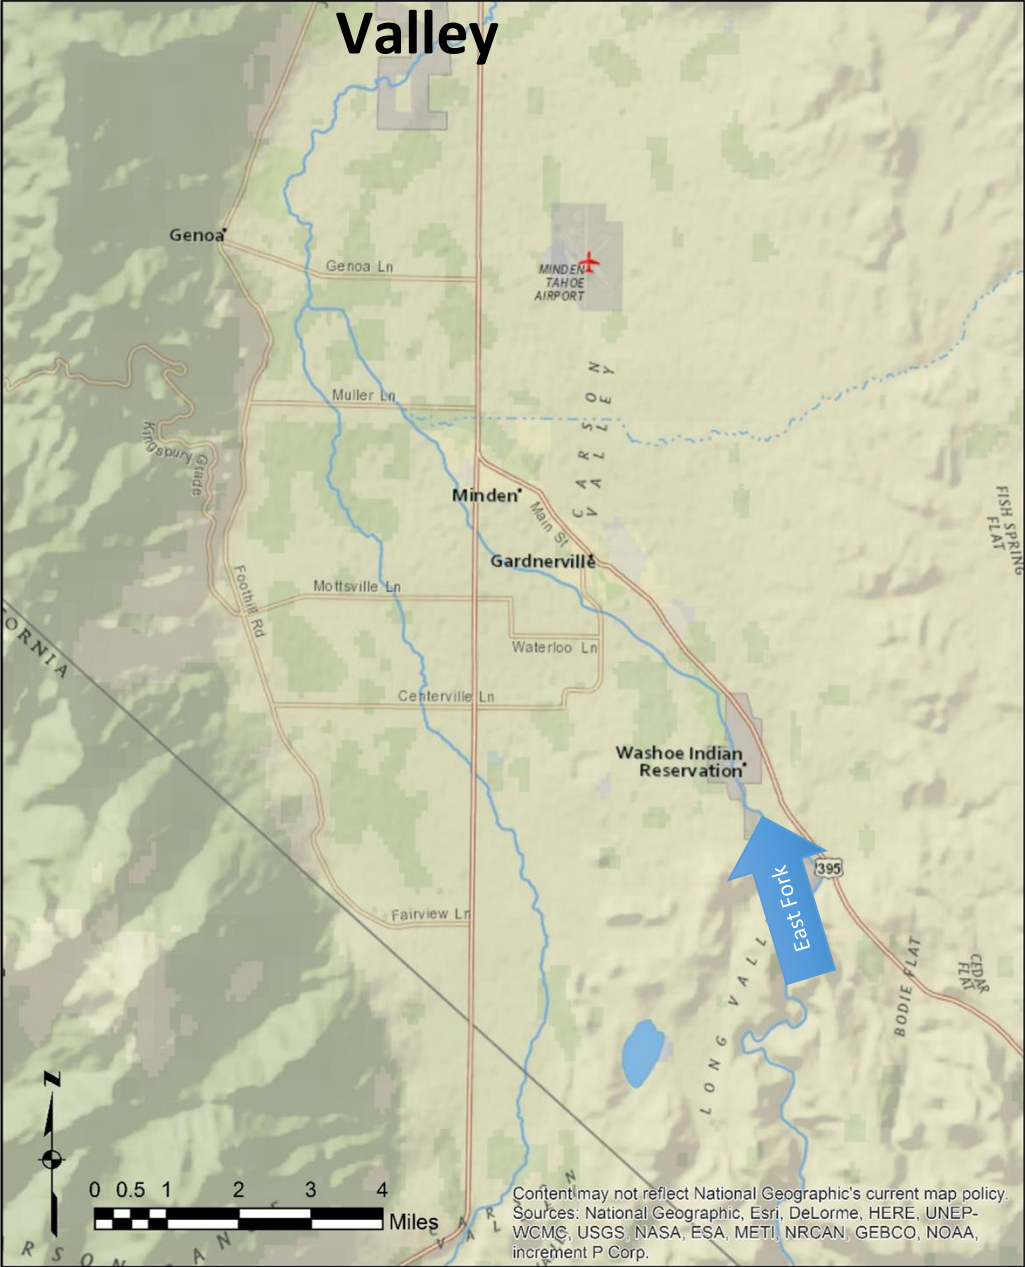 Valley
Genoa
Genoa Ln
MINDEN
TAHOE
AIRPORT
Muller Ln
CARSON
VALLEY
Kingsbury Grade
Minden
Main St
FISH SPRING
FLAT
Gardnerville
Foothill Rd
Mottsville Ln
ORNIA
Waterloo Ln
Centerville Ln
Washoe Indian
Reservation
395
East Fork
Fairview Ln
LONG VALL
BODIE FLAT
CEDAR
FLAT
N
0 0.5 1 2 3 4
Miles
RSON
Content may not reflect National Geographic's current map policy.
Sources: National Geographic, Esri, DeLorme, HERE, UNEP-
WCMC, USGS, NASA, ESA, METI, NRCAN, GEBCO, NOAA,
increment P Corp.